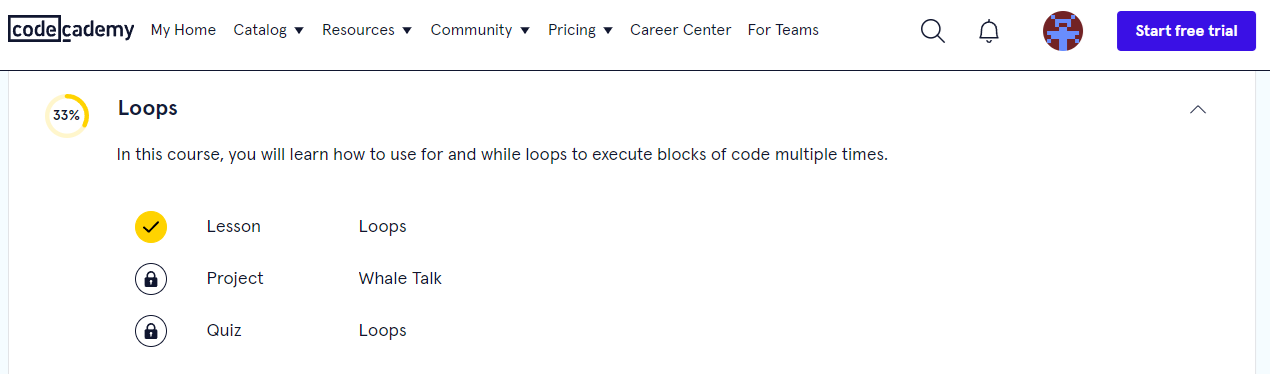 codecademy My Home Catalog Resources Community Pricing Career Center For Teams Start free trial
33% Loops
In this course, you will learn how to use for and while loops to execute blocks of code multiple times.
Lesson Loops
Project Whale Talk
Quiz Loops